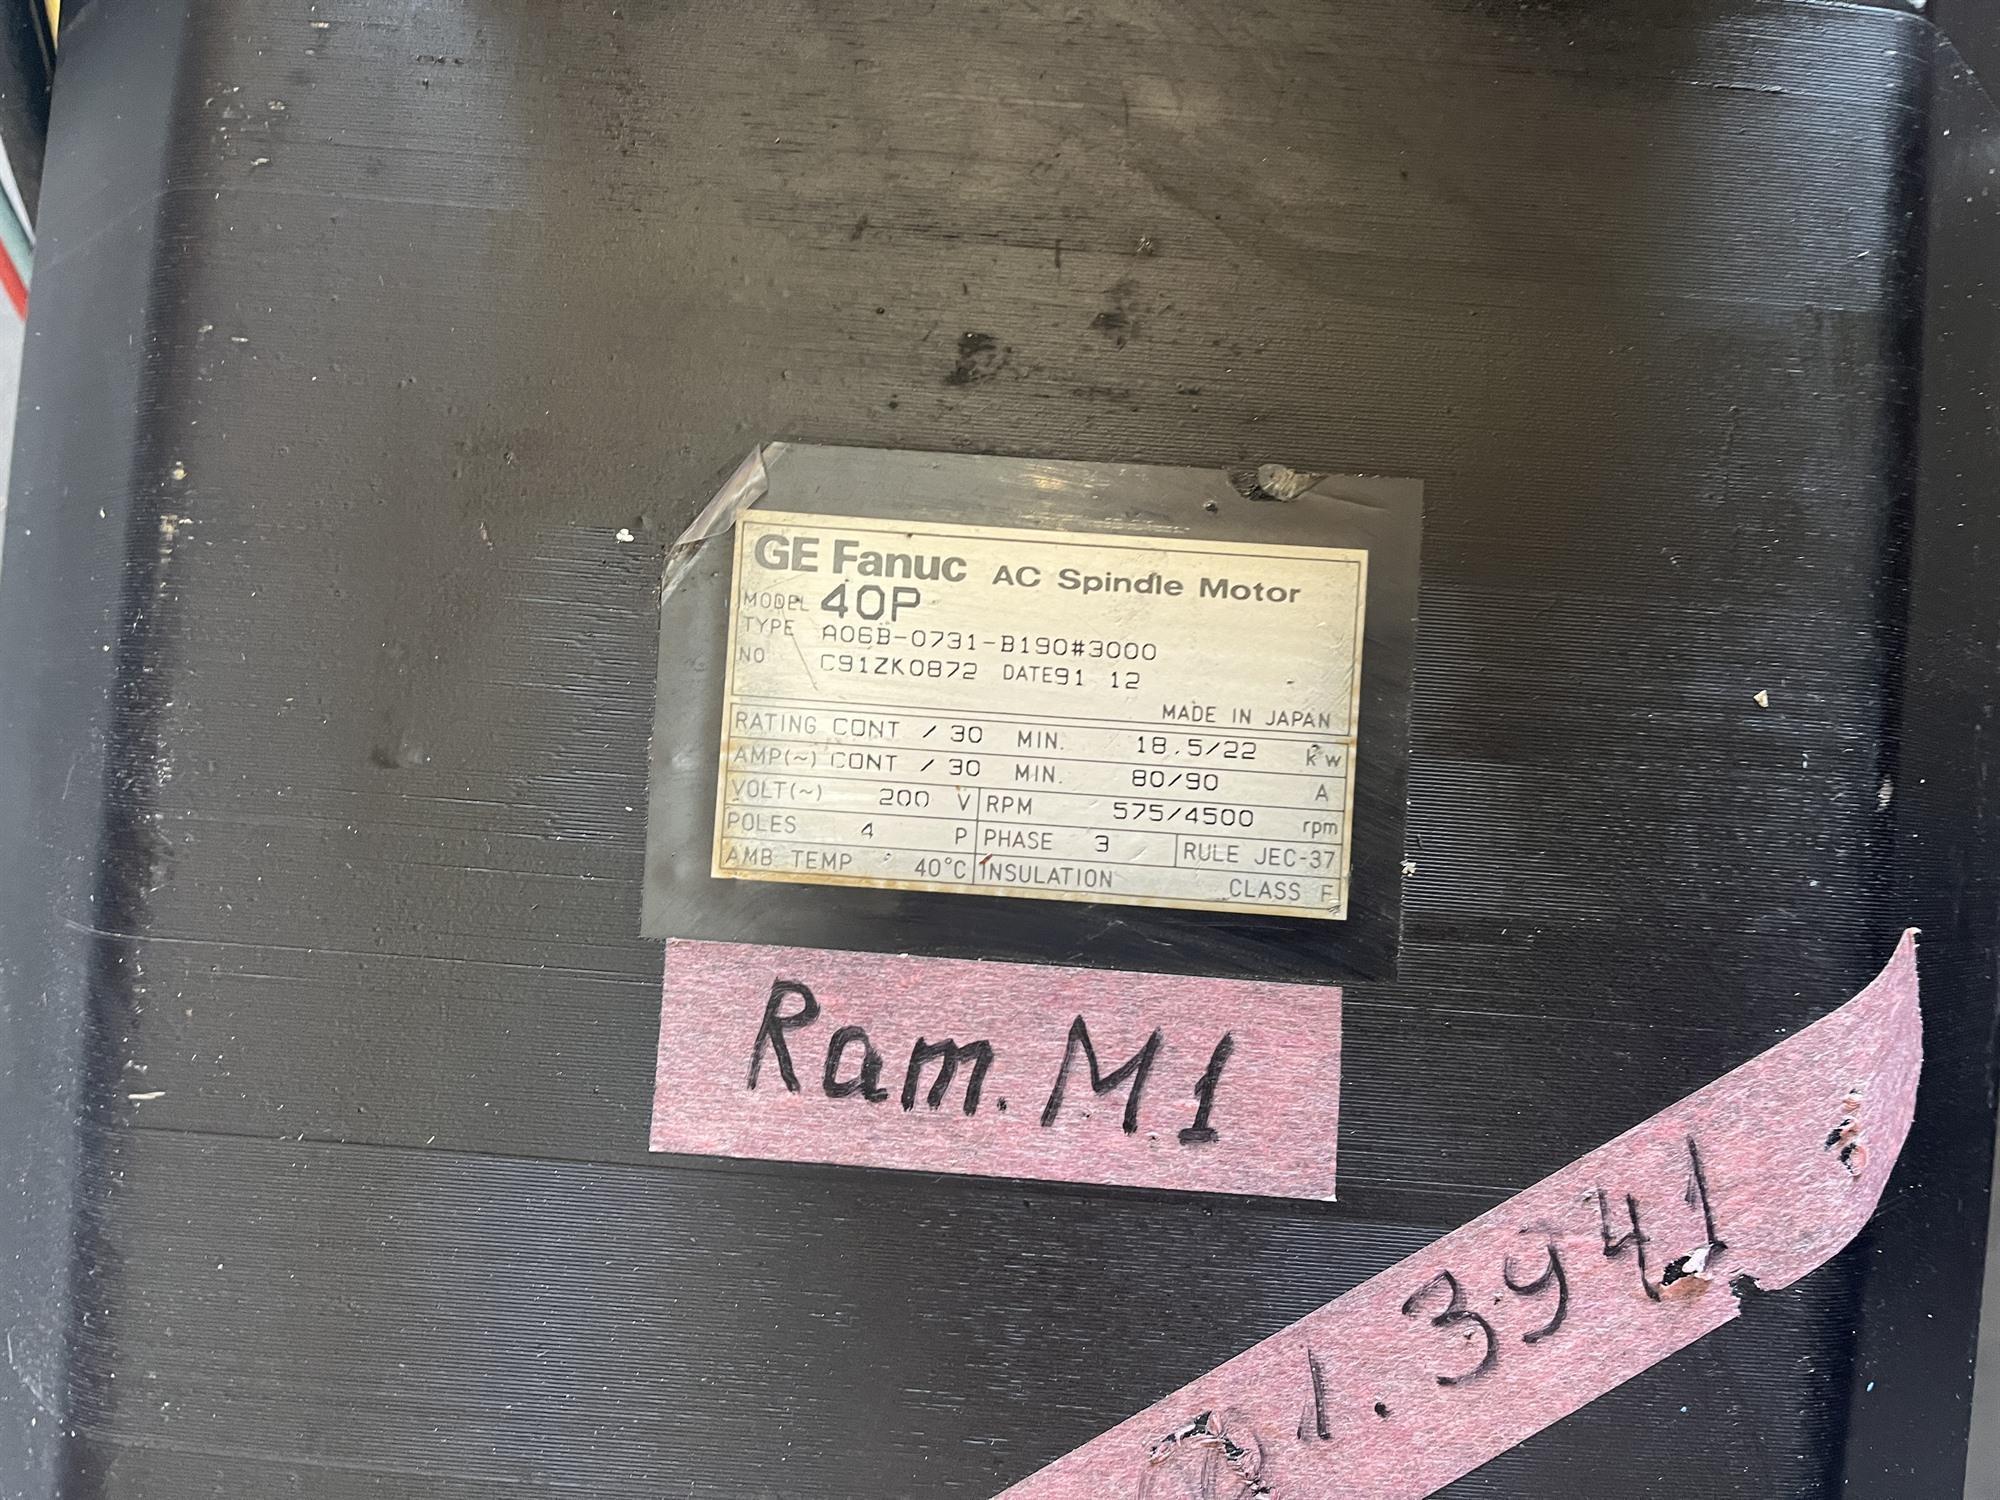 GE Fanuc AC Spindle Motor
MODEL 40P
TYPE A06B-0731-B190#3000
NO C91ZK0872 DATE91 12
MADE IN JAPAN
RATING CONT / 30 MIN. 18.5/22 kw
AMP(~) CONT / 30 MIN. 80/90 A
VOLT(~) 200 V RPM 575/4500 rpm
POLES 4 P PHASE 3 RULE JEC-37
AMB TEMP 40°C INSULATION CLASS F
Ram. M1
1.3941